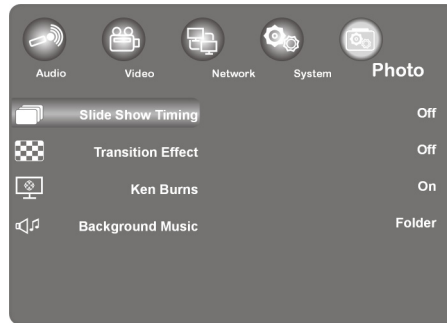 Audio Video Network System Photo
Slide Show Timing Off
Transition Effect Off
Ken Burns On
Background Music Folder